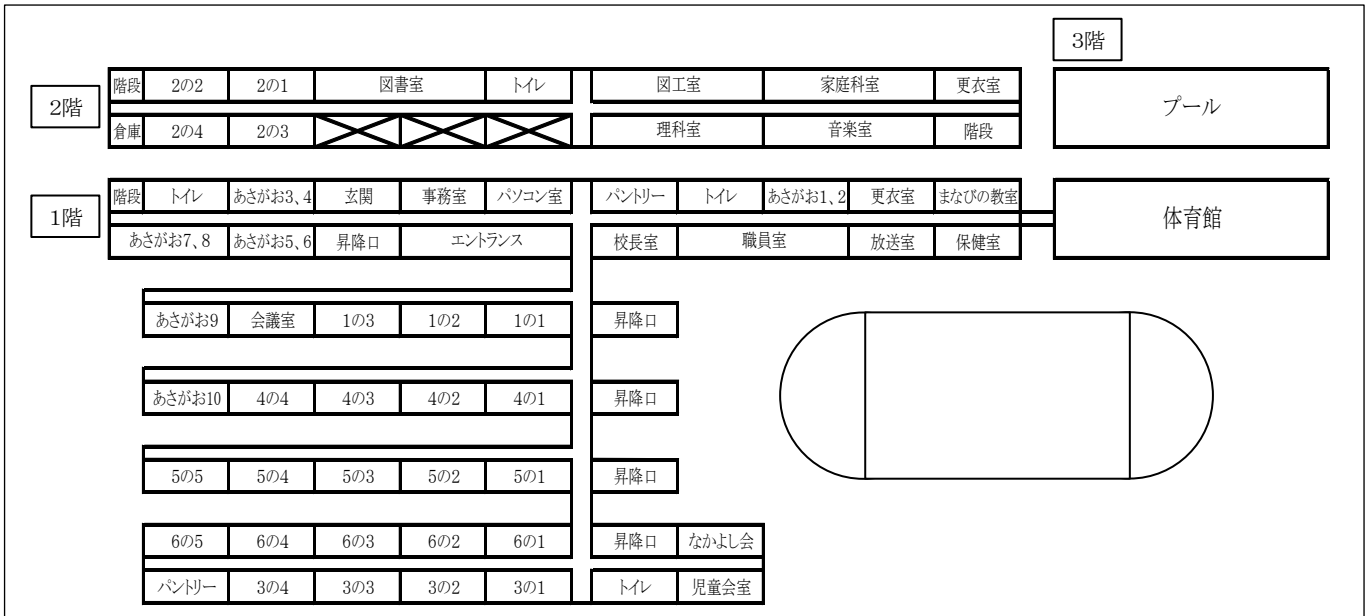 3階
階段 2の2 2の1 図書室 トイレ 図工室 家庭科室 更衣室
2階
プール
倉庫 2の4 2の3 理科室 音楽室 階段
階段 トイレ あさがお3、4 玄関 事務室 パソコン室 パントリー トイレ あさがお1、2 更衣室 まなびの教室
1階
体育館
あさがお7、8 あさがお5、6 昇降口 エントランス 校長室 職員室 放送室 保健室
あさがお9 会議室 1の3 1の2 1の1 昇降口
あさがお10 4の4 4の3 4の2 4の1 昇降口
5の5 5の4 5の3 5の2 5の1 昇降口
6の5 6の4 6の3 6の2 6の1 昇降口 なかよし会
パントリー 3の4 3の3 3の2 3の1 トイレ 児童会室